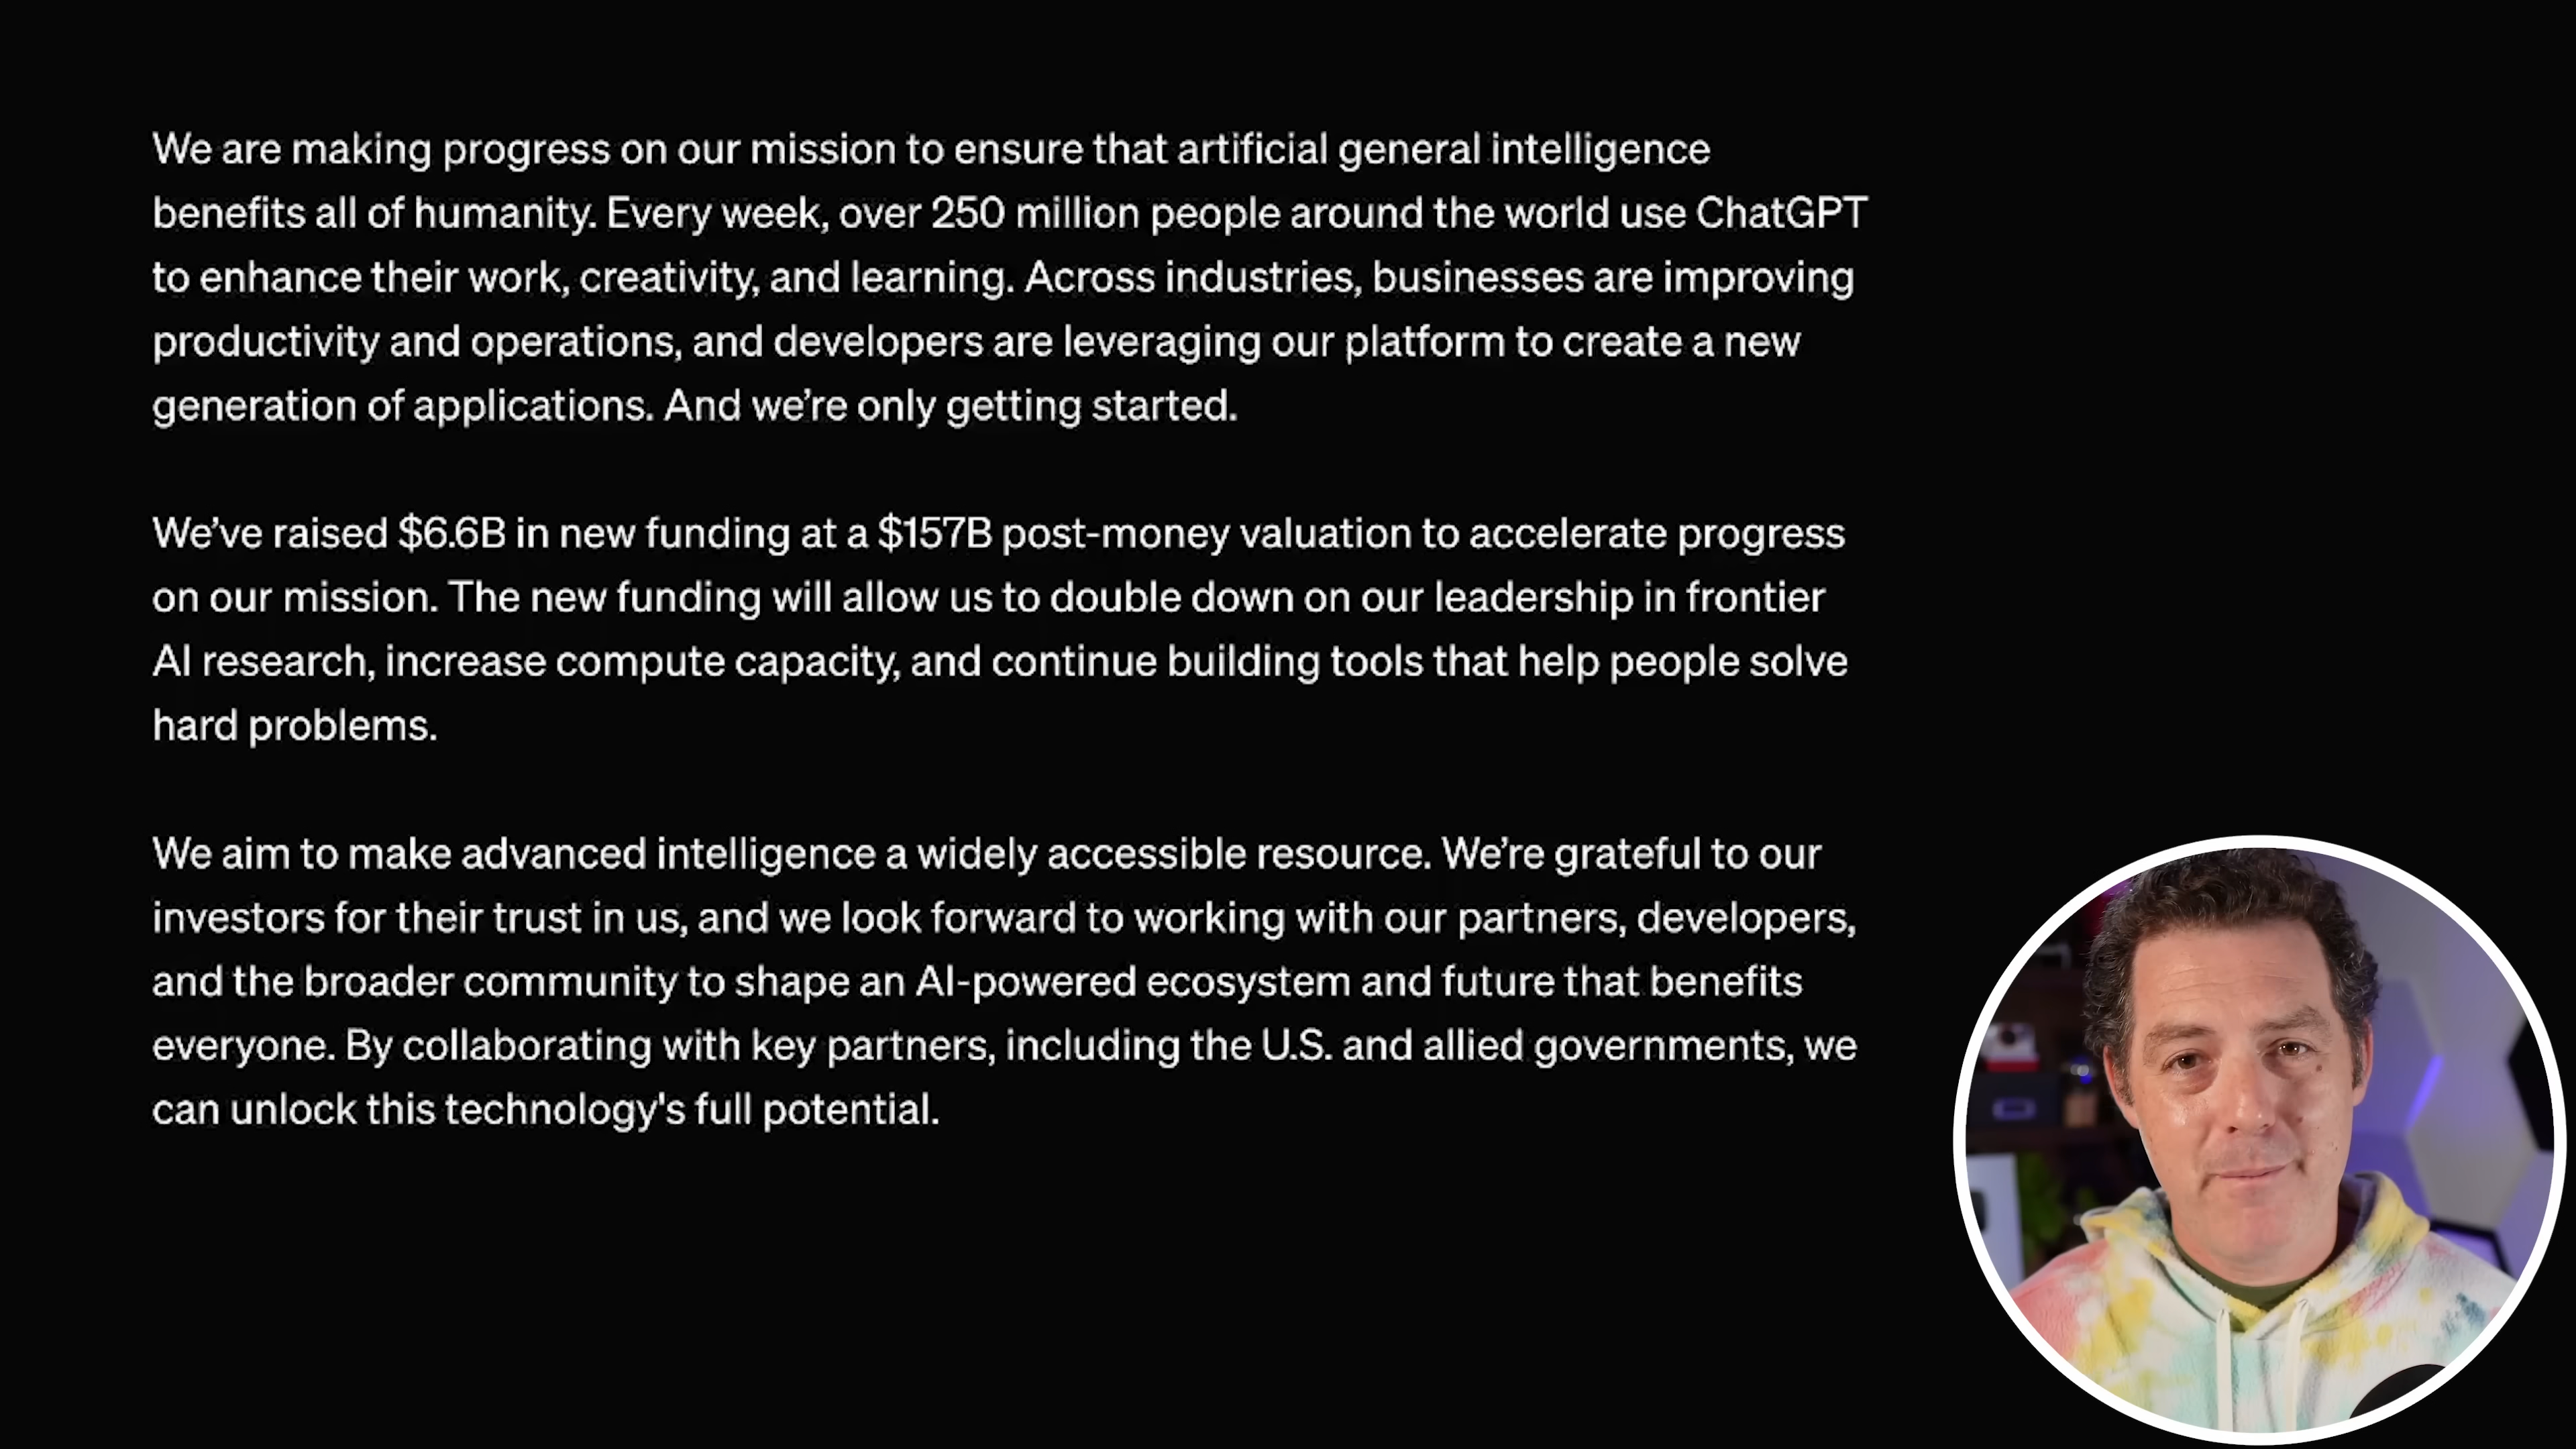 We are making progress on our mission to ensure that artificial general intelligence
benefits all of humanity. Every week, over 250 million people around the world use ChatGPT
to enhance their work, creativity, and learning. Across industries, businesses are improving
productivity and operations, and developers are leveraging our platform to create a new
generation of applications. And we’re only getting started.
We’ve raised $6.6B in new funding at a $157B post-money valuation to accelerate progress
on our mission. The new funding will allow us to double down on our leadership in frontier
AI research, increase compute capacity, and continue building tools that help people solve
hard problems.
We aim to make advanced intelligence a widely accessible resource. We’re grateful to our
investors for their trust in us, and we look forward to working with our partners, developers,
and the broader community to shape an AI-powered ecosystem and future that benefits
everyone. By collaborating with key partners, including the U.S. and allied governments, we
can unlock this technology's full potential.